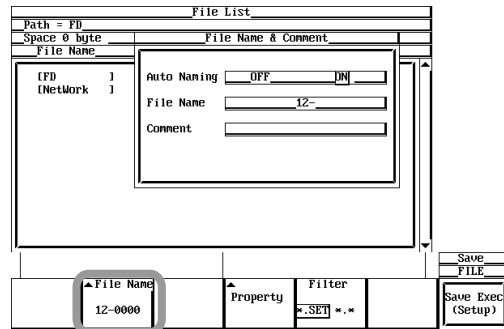 File List
Path = FD
Space 0 byte
File Name & Comment
File Name
[FD ]
[NetWork ]
Auto Naming OFF ON
File Name 12-
Comment
Save
FILE
▲File Name
12-0000
▲
Property
Filter
*.SET *.*
Save Exec
(Setup)